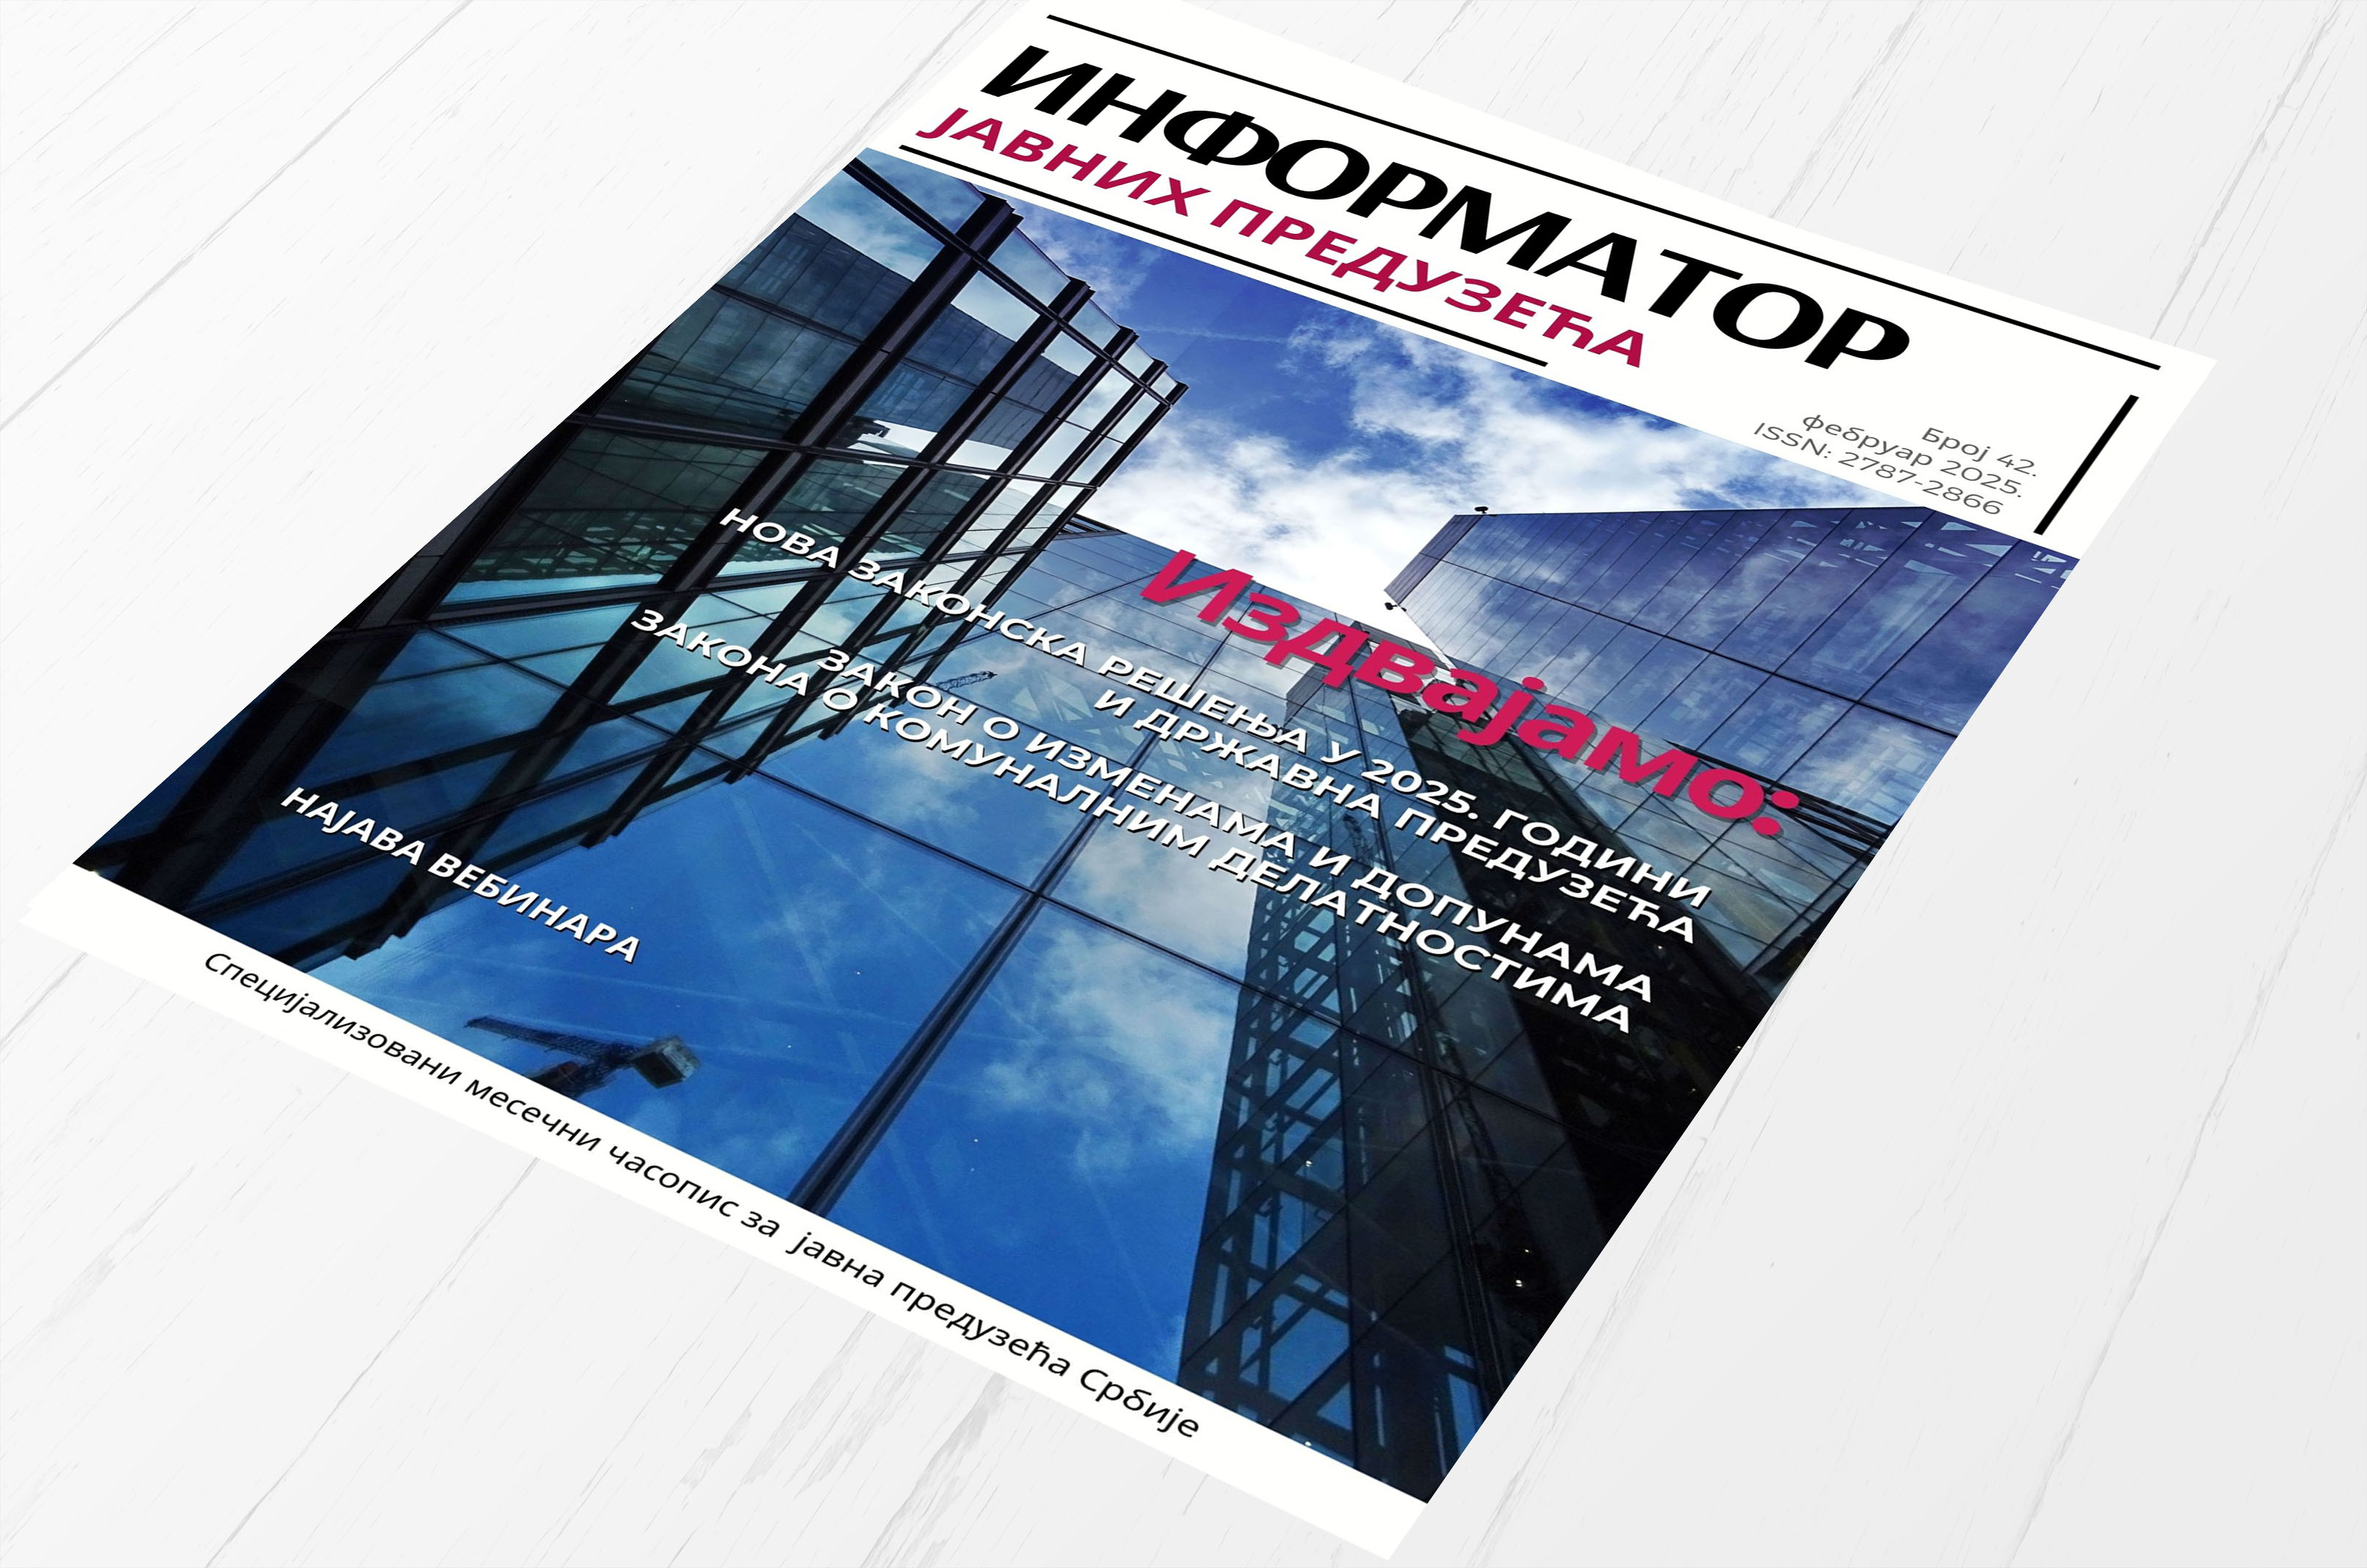 ИНФОРМАТОР
ЈАВНИХ ПРЕДУЗЕЋА
Број 42.
фебруар 2025.
ISSN: 2787-2866
Издвајамо:
НОВА ЗАКОНСКА РЕШЕЊА У 2025. ГОДИНИ
И ДРЖАВНА ПРЕДУЗЕЋА
ЗАКОН О ИЗМЕНАМА И ДОПУНАМА
ЗАКОНА О КОМУНАЛНИМ ДЕЛАТНОСТИМА
НАЈАВА ВЕБИНАРА
Специјализовани месечни часопис за јавна предузећа Србије